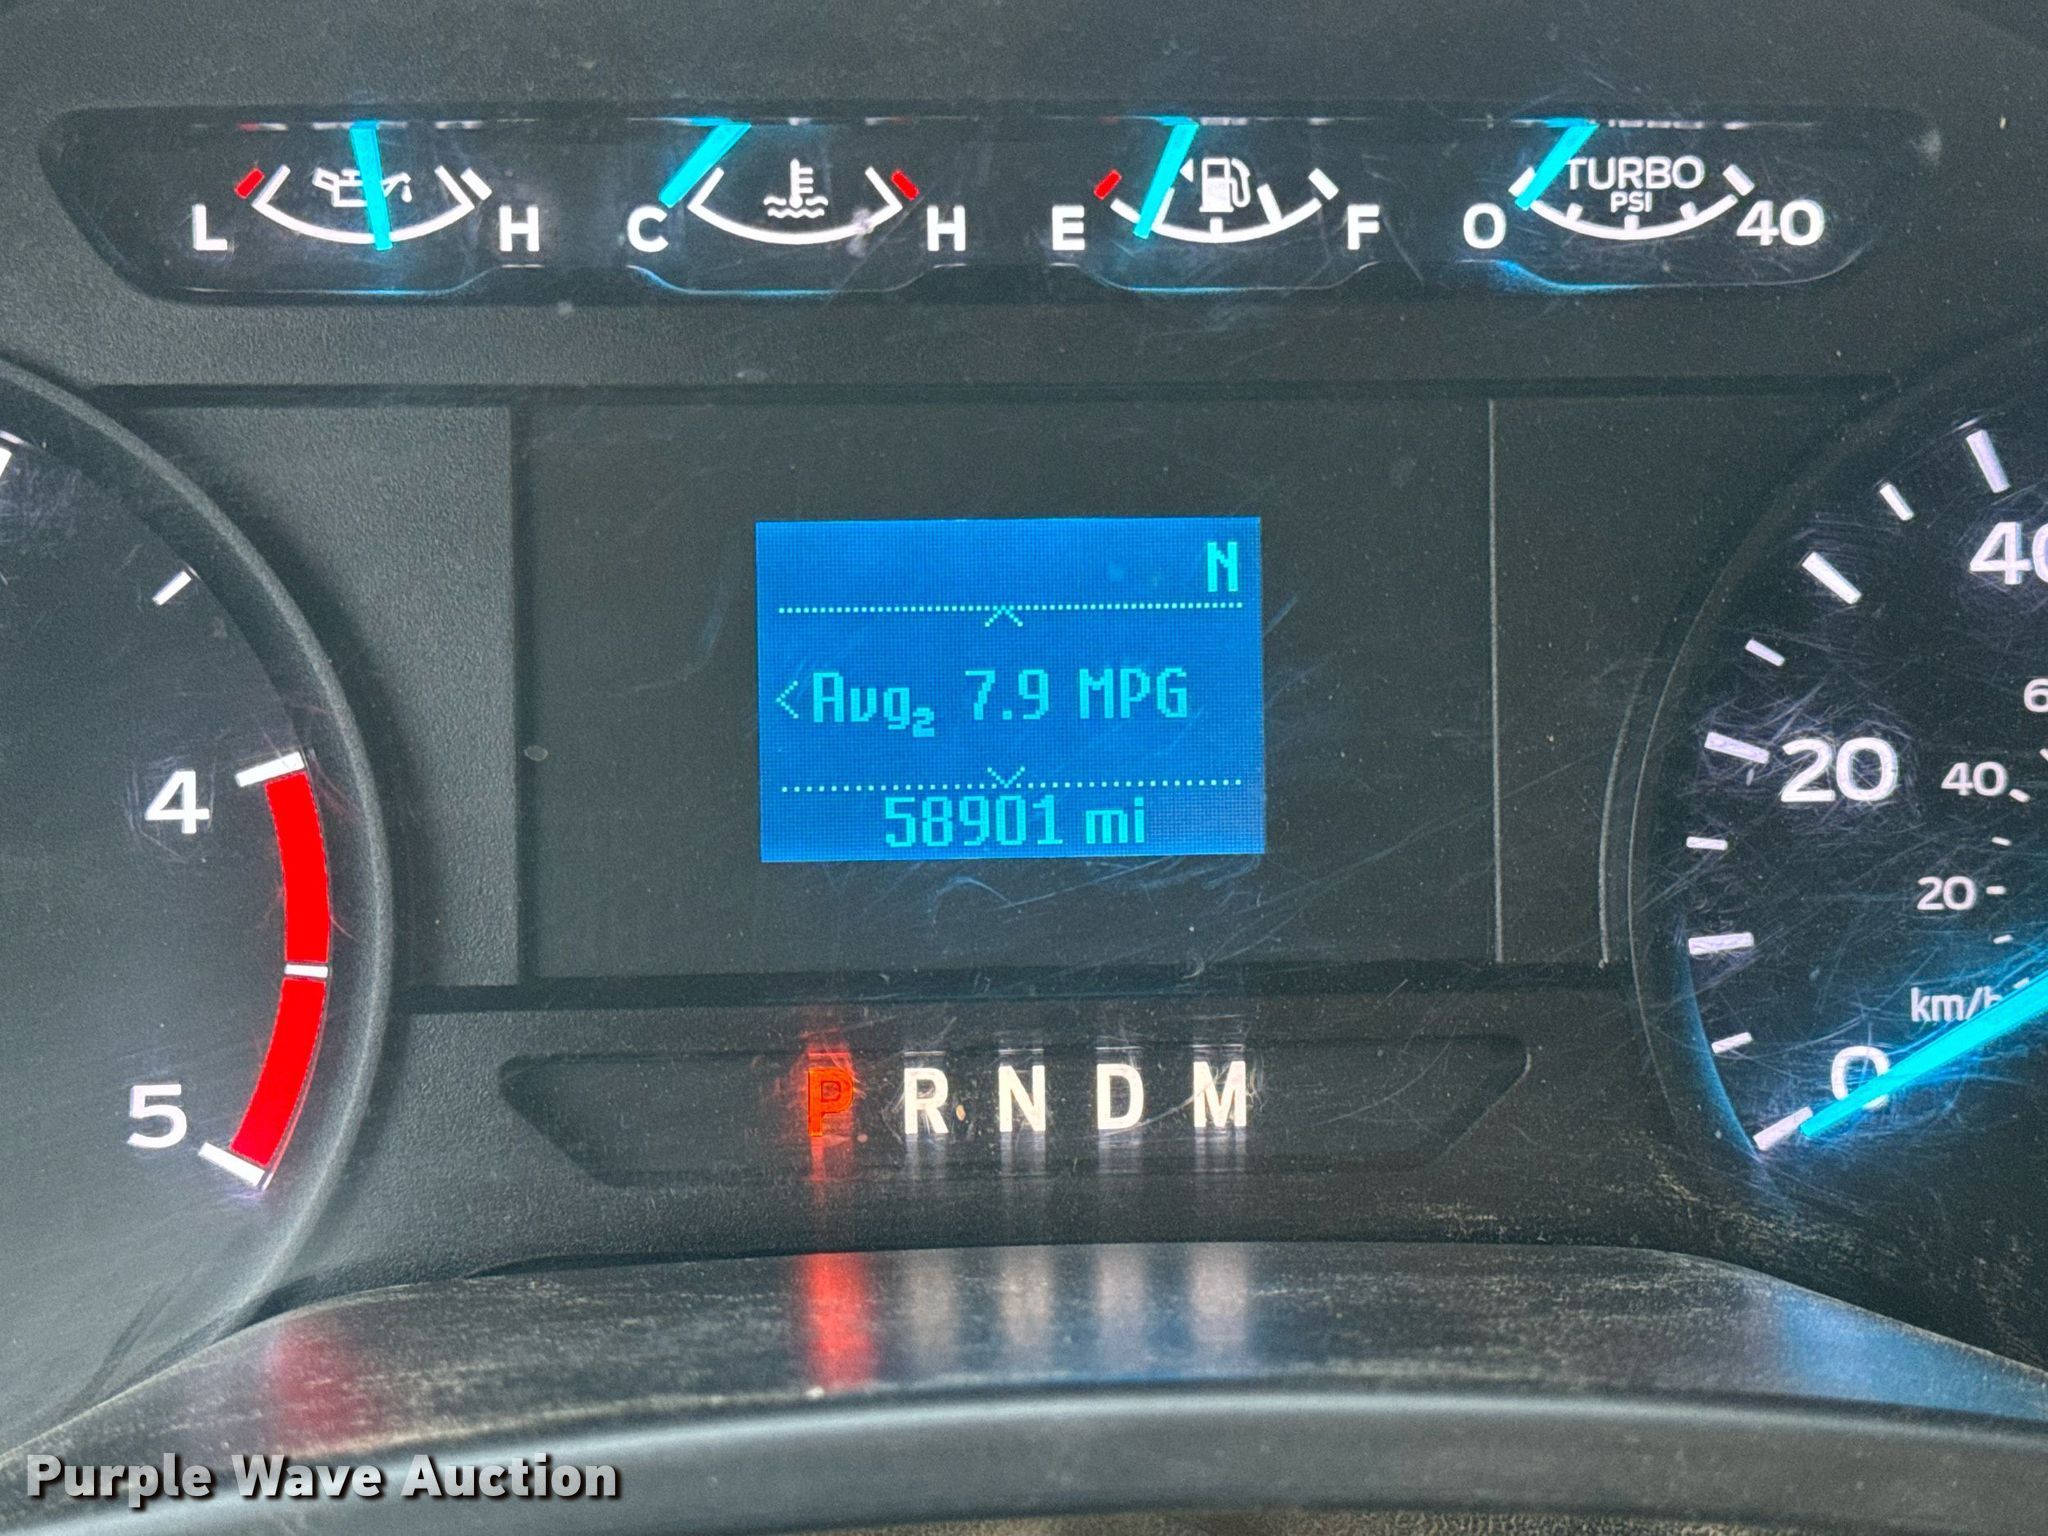 L H C H E F 0 TURBO PSI 40
N
<Avg2 7.9 MPG
58901 mi
4
5
40
20
40
20
km/h
0
P R N D M
Purple Wave Auction